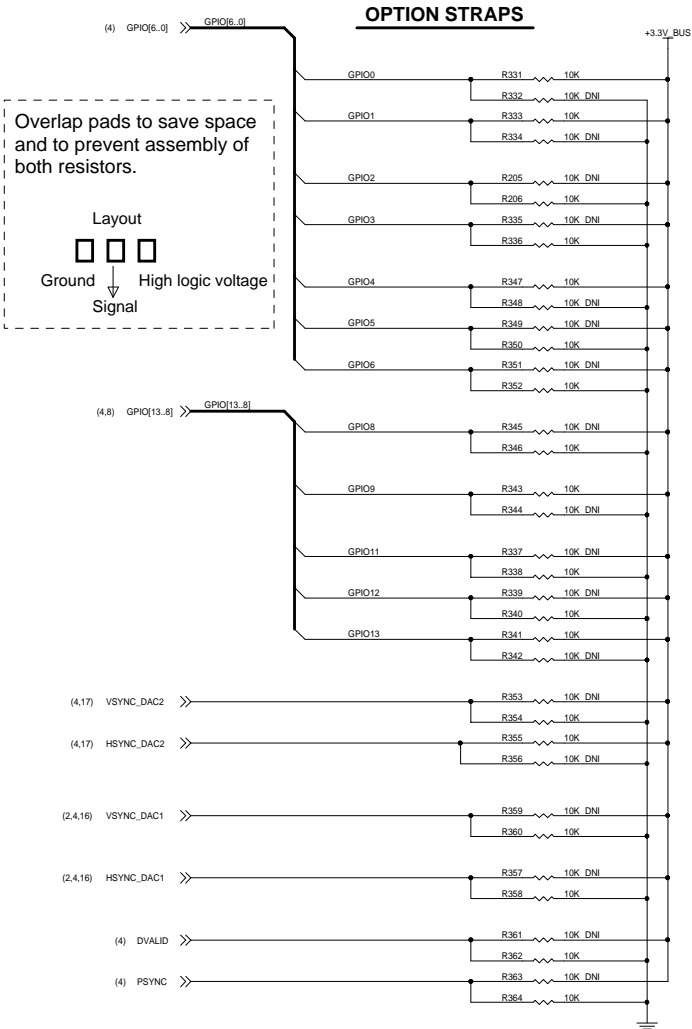 OPTION STRAPS
+3.3V_BUS
(4) GPIO[6..0] GPIO[6..0]
GPIO0 R331 10K
R332 10K DNI
GPIO1 R333 10K
R334 10K DNI
Overlap pads to save space
and to prevent assembly of
both resistors.
Layout
Ground High logic voltage
Signal
GPIO2 R205 10K DNI
R206 10K
GPIO3 R335 10K DNI
R336 10K
GPIO4 R347 10K
R348 10K DNI
GPIO5 R349 10K DNI
R350 10K
GPIO6 R351 10K DNI
R352 10K
(4,8) GPIO[13..8] GPIO[13..8]
GPIO8 R345 10K DNI
R346 10K
GPIO9 R343 10K
R344 10K DNI
GPIO11 R337 10K DNI
R338 10K
GPIO12 R339 10K DNI
R340 10K
GPIO13 R341 10K
R342 10K DNI
(4,17) VSYNC_DAC2 R353 10K DNI
R354 10K
(4,17) HSYNC_DAC2 R355 10K
R356 10K DNI
(2,4,16) VSYNC_DAC1 R359 10K DNI
R360 10K
(2,4,16) HSYNC_DAC1 R357 10K DNI
R358 10K
(4) DVALID R361 10K DNI
R362 10K
(4) PSYNC R363 10K DNI
R364 10K